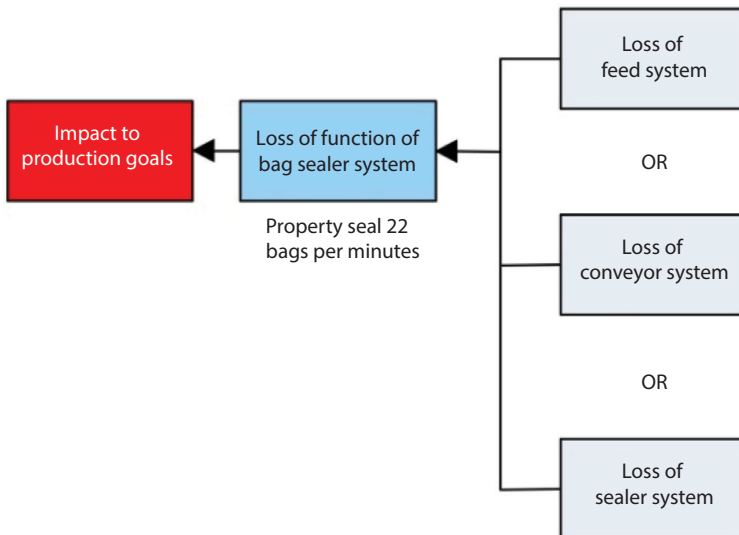 Impact to
production goals
Loss of function of
bag sealer system
Property seal 22
bags per minutes
Loss of
feed system
OR
Loss of
conveyor system
OR
Loss of
sealer system